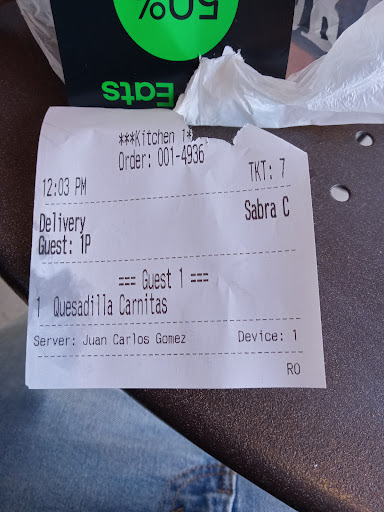 50%
Eats
***Kitchen 1*
Order: 001-4936
12:03 PM TKT: 7
Delivery Sabra C
Guest: 1P
=== Guest 1 ===
1 Quesadilla Carnitas
Server: Juan Carlos Gomez Device: 1
RO